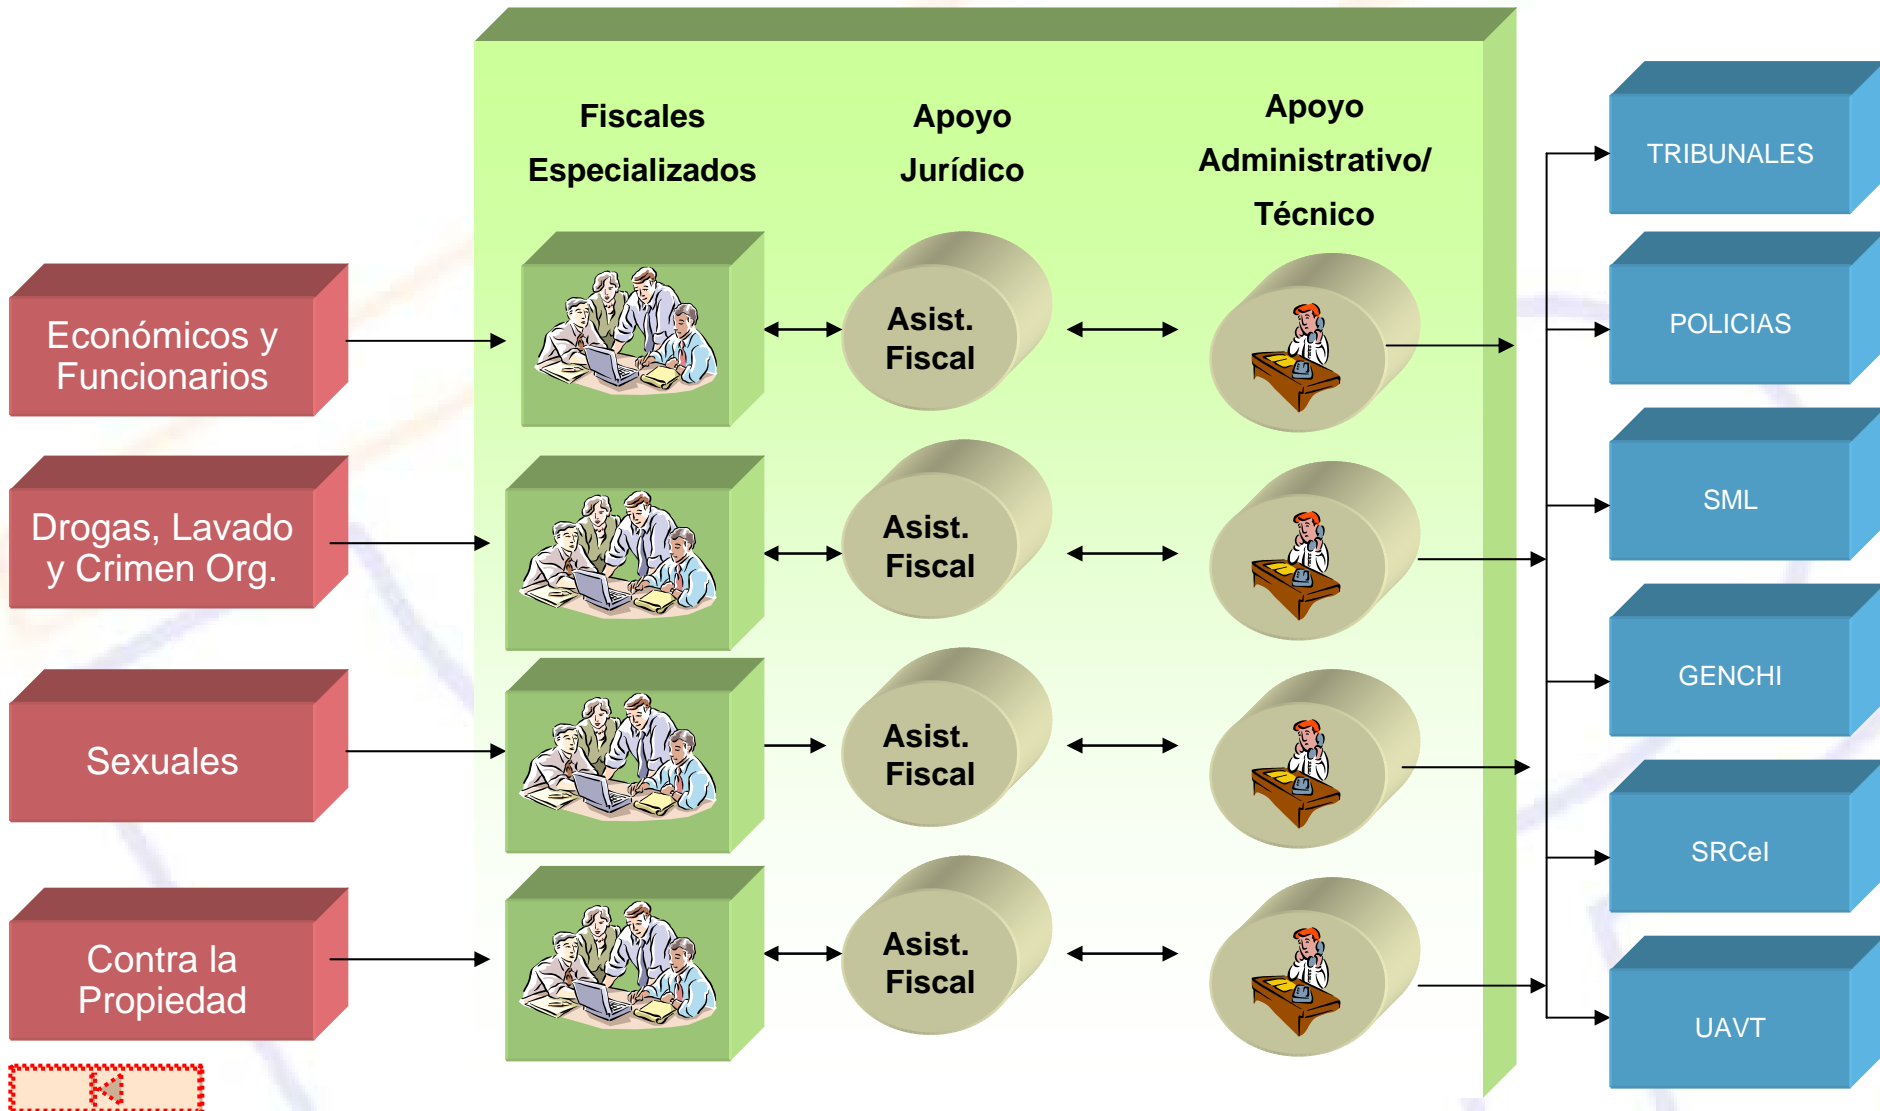 Fiscales
Especializados
Apoyo
Jurídico
Apoyo
Administrativo/
Técnico
Económicos y
Funcionarios
Asist.
Fiscal
Drogas, Lavado
y Crimen Org.
Asist.
Fiscal
Sexuales
Asist.
Fiscal
Contra la
Propiedad
Asist.
Fiscal
TRIBUNALES
POLICIAS
SML
GENCHI
SRCeI
UAVT